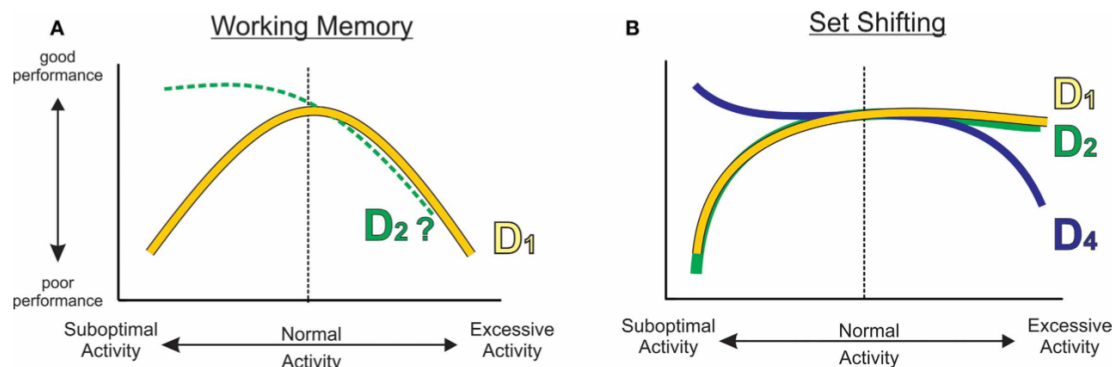 A
Working Memory
good
performance
poor
performance
D2 ?
D1
Suboptimal
Activity
Normal
Activity
Excessive
Activity
B
Set Shifting
D1
D2
D4
Suboptimal
Activity
Normal
Activity
Excessive
Activity